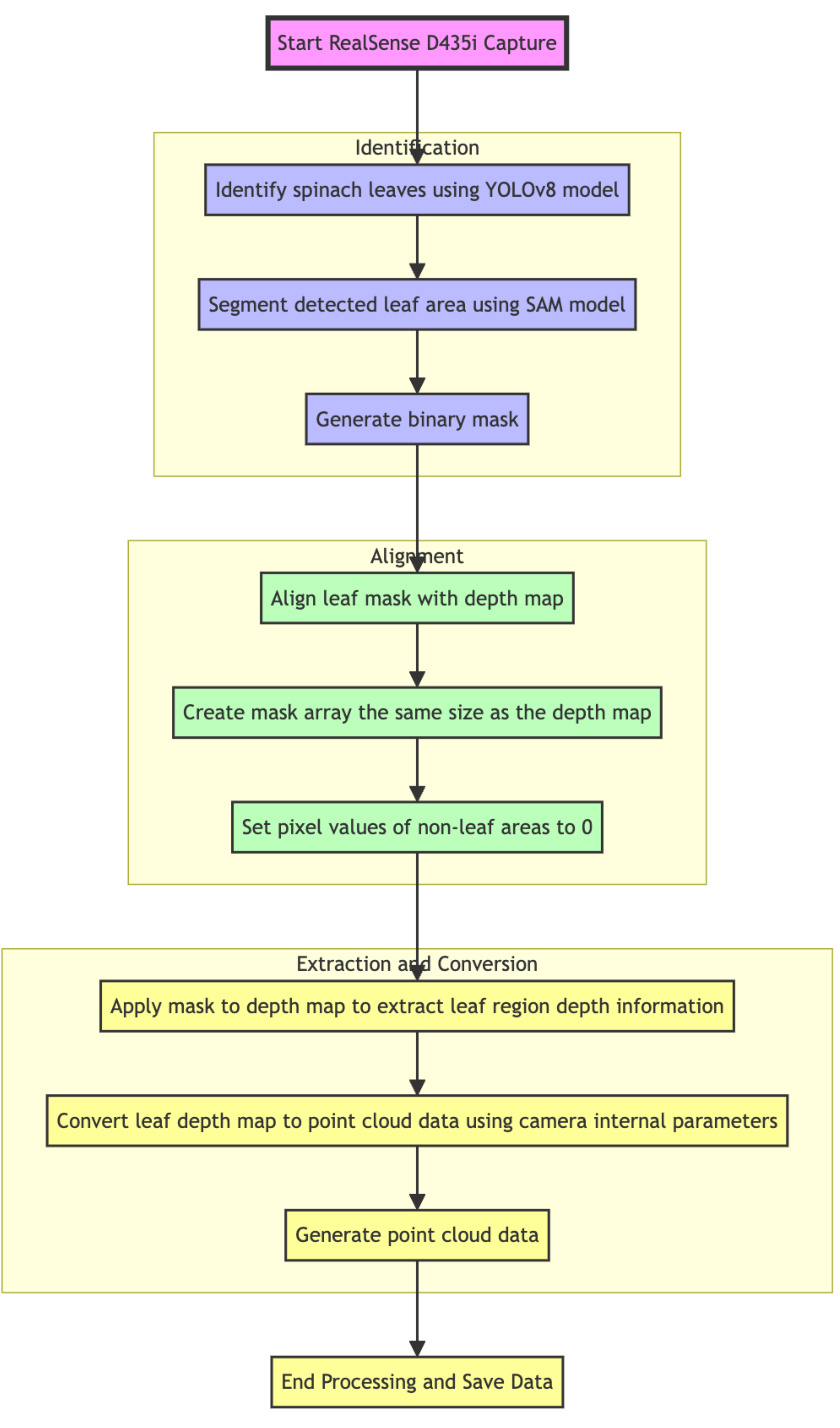 Start RealSense D435i Capture
Identification
Identify spinach leaves using YOLOv8 model
Segment detected leaf area using SAM model
Generate binary mask
Alignment
Align leaf mask with depth map
Create mask array the same size as the depth map
Set pixel values of non-leaf areas to 0
Extraction and Conversion
Apply mask to depth map to extract leaf region depth information
Convert leaf depth map to point cloud data using camera internal parameters
Generate point cloud data
End Processing and Save Data